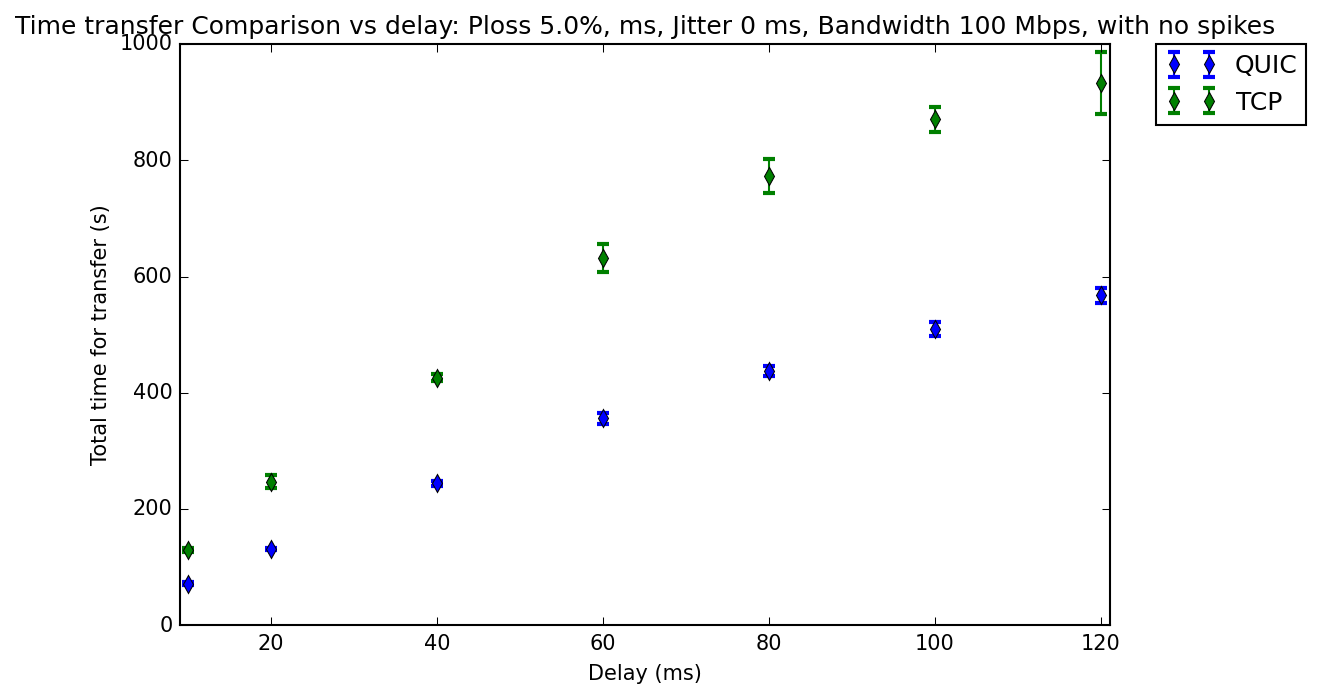 Time transfer Comparison vs delay: Ploss 5.0%, ms, Jitter 0 ms, Bandwidth 100 Mbps, with no spikes
1000
800
600
400
200
0
Total time for transfer (s)
20 40 60 80 100 120
Delay (ms)
QUIC
TCP